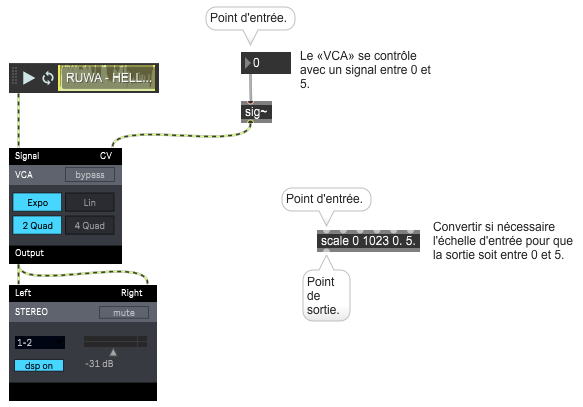 Point d'entrée.
0
Le «VCA» se contrôle
avec un signal entre 0 et
5.
RUWA - HELL...
sig~
Signal CV
VCA bypass
Expo Lin
2 Quad 4 Quad
Output
Point d'entrée.
scale 0 1023 0. 5.
Convertir si nécessaire
l'échelle d'entrée pour que
la sortie soit entre 0 et 5.
Point
de
sortie.
Left Right
STEREO mute
1-2
dsp on -31 dB